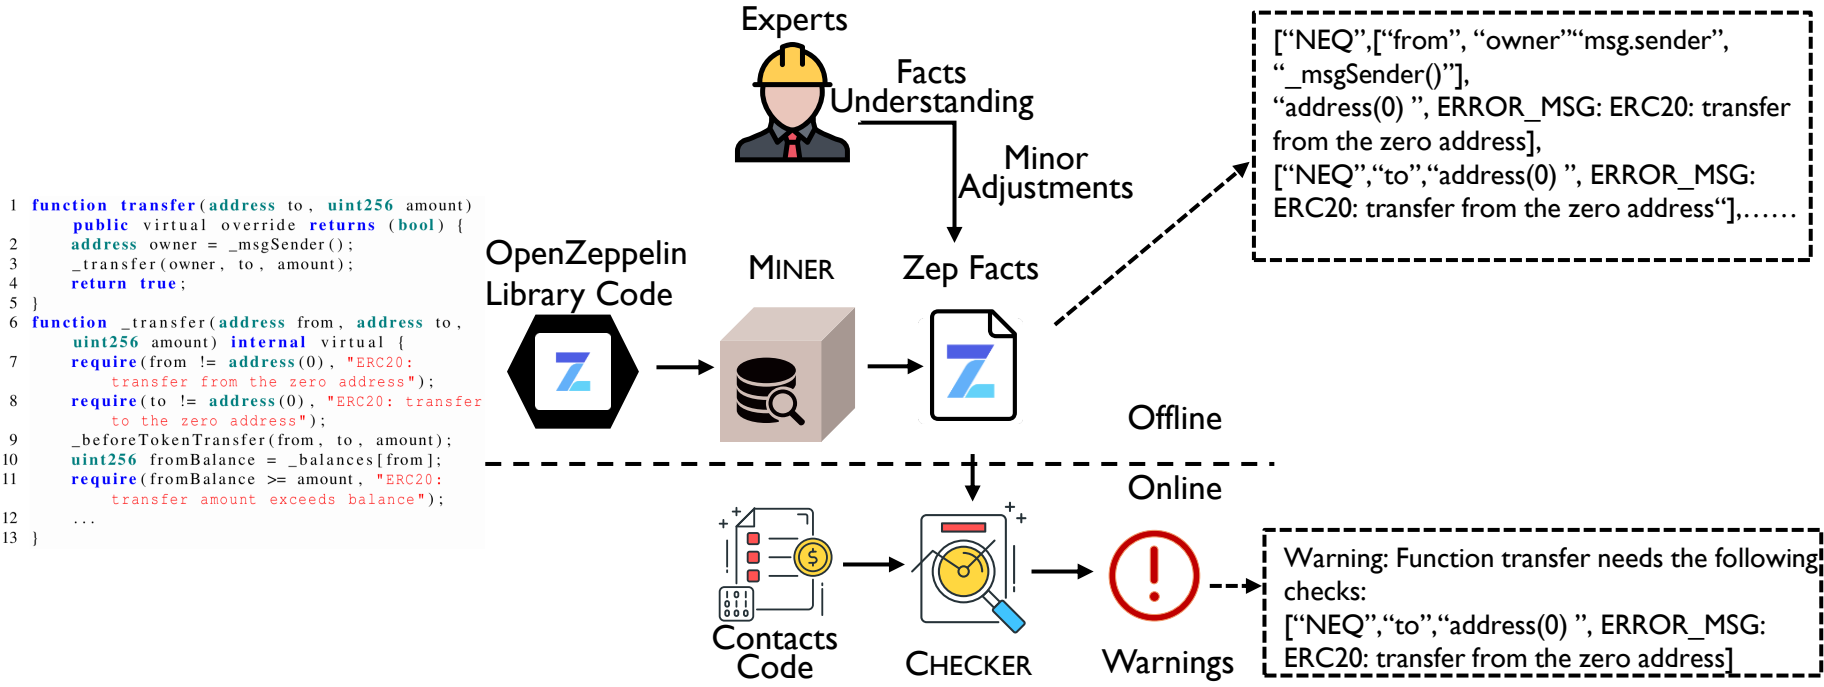 Experts
Facts
Understanding
Minor
Adjustments
["NEQ",["from", "owner""msg.sender",
"_msgSender()"],
"address(0) ", ERROR_MSG: ERC20: transfer
from the zero address],
["NEQ","to","address(0) ", ERROR_MSG:
ERC20: transfer from the zero address"],......
1 function transfer(address to, uint256 amount)
public virtual override returns (bool) {
2 address owner = _msgSender();
3 _transfer(owner, to, amount);
4 return true;
5 }
6 function _transfer(address from, address to,
uint256 amount) internal virtual {
7 require(from != address(0), "ERC20:
transfer from the zero address");
8 require(to != address(0), "ERC20: transfer
to the zero address");
9 _beforeTokenTransfer(from, to, amount);
10 uint256 fromBalance = _balances[from];
11 require(fromBalance >= amount, "ERC20:
transfer amount exceeds balance");
12 ...
13 }
OpenZeppelin
Library Code
MINER
Zep Facts
Offline
Online
Contacts
Code
CHECKER
Warnings
Warning: Function transfer needs the following
checks:
["NEQ","to","address(0) ", ERROR_MSG:
ERC20: transfer from the zero address]